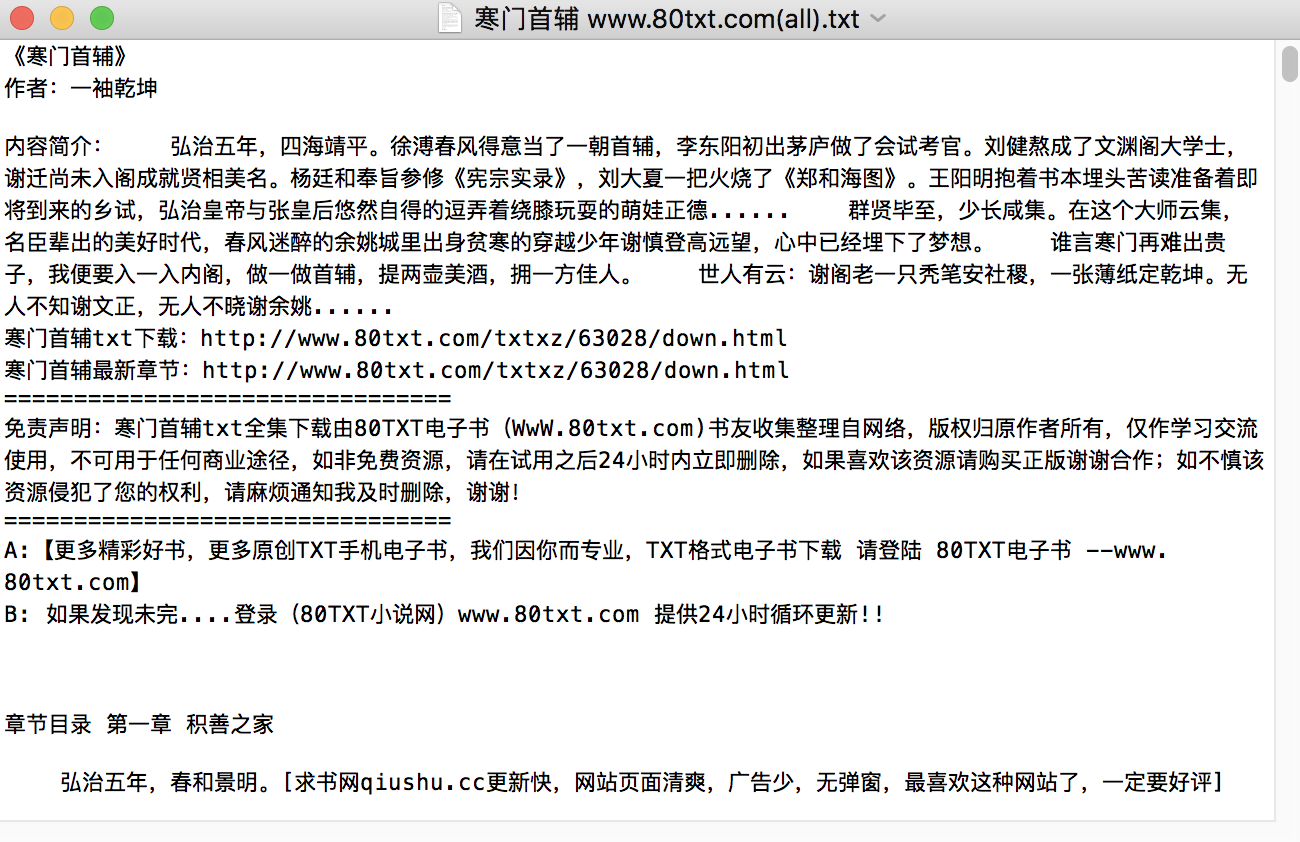 寒门首辅 www.80txt.com(all).txt
《寒门首辅》
作者：一袖乾坤
内容简介：　　　弘治五年，四海靖平。徐溥春风得意当了一朝首辅，李东阳初出茅庐做了会试考官。刘健熬成了文渊阁大学士，
谢迁尚未入阁成就贤相美名。杨廷和奉旨参修《宪宗实录》，刘大夏一把火烧了《郑和海图》。王阳明抱着书本埋头苦读准备着即
将到来的乡试，弘治皇帝与张皇后悠然自得的逗弄着绕膝玩耍的萌娃正德......　　　群贤毕至，少长咸集。在这个大师云集，
名臣辈出的美好时代，春风迷醉的余姚城里出身贫寒的穿越少年谢慎登高远望，心中已经埋下了梦想。　　　谁言寒门再难出贵
子，我便要入一入内阁，做一做首辅，提两壶美酒，拥一方佳人。　　　世人有云：谢阁老一只秃笔安社稷，一张薄纸定乾坤。无
人不知谢文正，无人不晓谢余姚......
寒门首辅txt下载：http://www.80txt.com/txtxz/63028/down.html
寒门首辅最新章节：http://www.80txt.com/txtxz/63028/down.html
================================
免责声明：寒门首辅txt全集下载由80TXT电子书（WwW.80txt.com)书友收集整理自网络，版权归原作者所有，仅作学习交流
使用，不可用于任何商业途径，如非免费资源，请在试用之后24小时内立即删除，如果喜欢该资源请购买正版谢谢合作；如不慎该
资源侵犯了您的权利，请麻烦通知我及时删除，谢谢！
================================
A:【更多精彩好书，更多原创TXT手机电子书，我们因你而专业，TXT格式电子书下载 请登陆 80TXT电子书 --www.
80txt.com】
B: 如果发现未完....登录（80TXT小说网）www.80txt.com 提供24小时循环更新!!
章节目录 第一章 积善之家
弘治五年，春和景明。[求书网qiushu.cc更新快，网站页面清爽，广告少，无弹窗，最喜欢这种网站了，一定要好评]